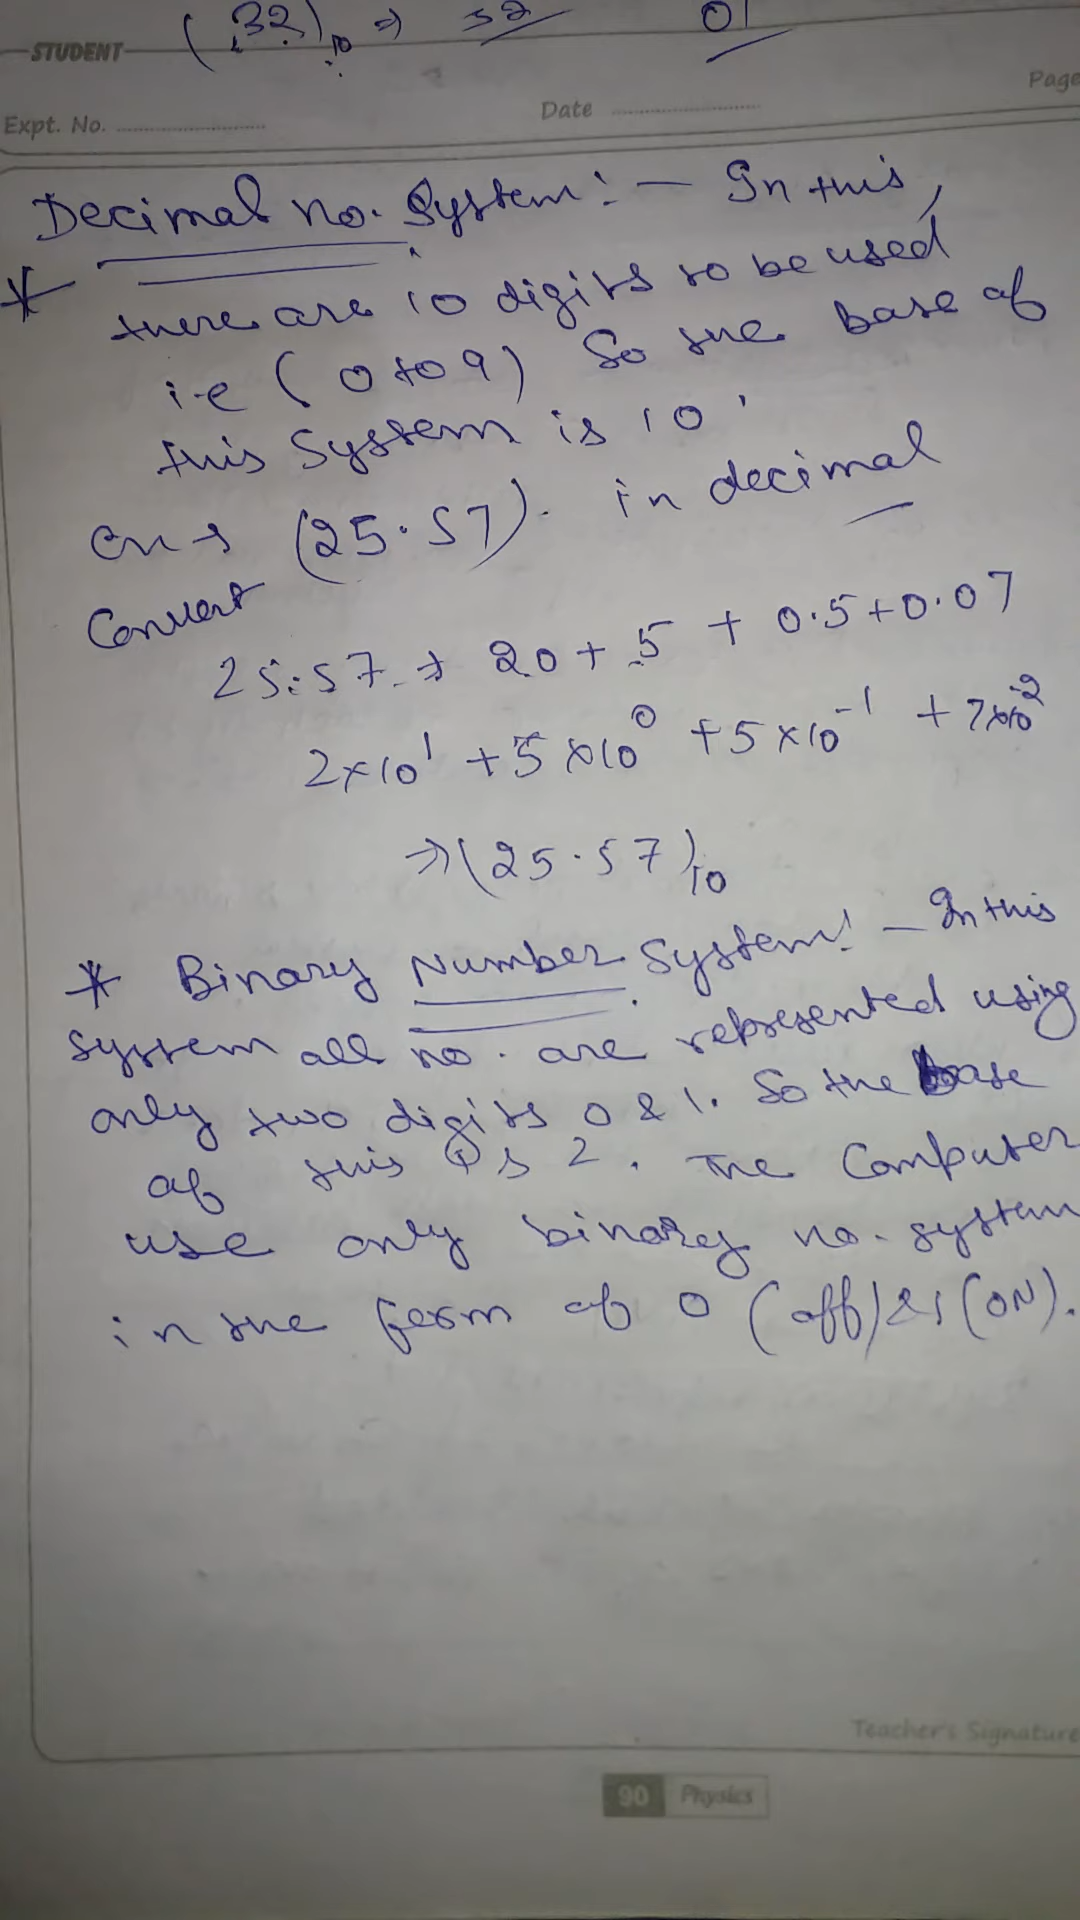 (32)10 ⇒ 32 01
STUDENT
Page
Expt. No. Date
Decimal no. System:- In this,
* there are 10 digits to be used
i.e (0 to 9) So the base of
this System is 10'
(25.57). in decimal
Convert
25.57 → 20 + 5 + 0.5 + 0.07
2×10¹ + 5×10⁰ + 5×10⁻¹ + 7×10⁻²
⇒ (25.57)10
* Binary Number System:- In this
System all no. are represented using
only two digits 0 & 1. So the base
of this is 2. The Computer
use only binary no. system
in the form of 0 (off) & 1 (ON).
Teacher's Signature
90 Physics